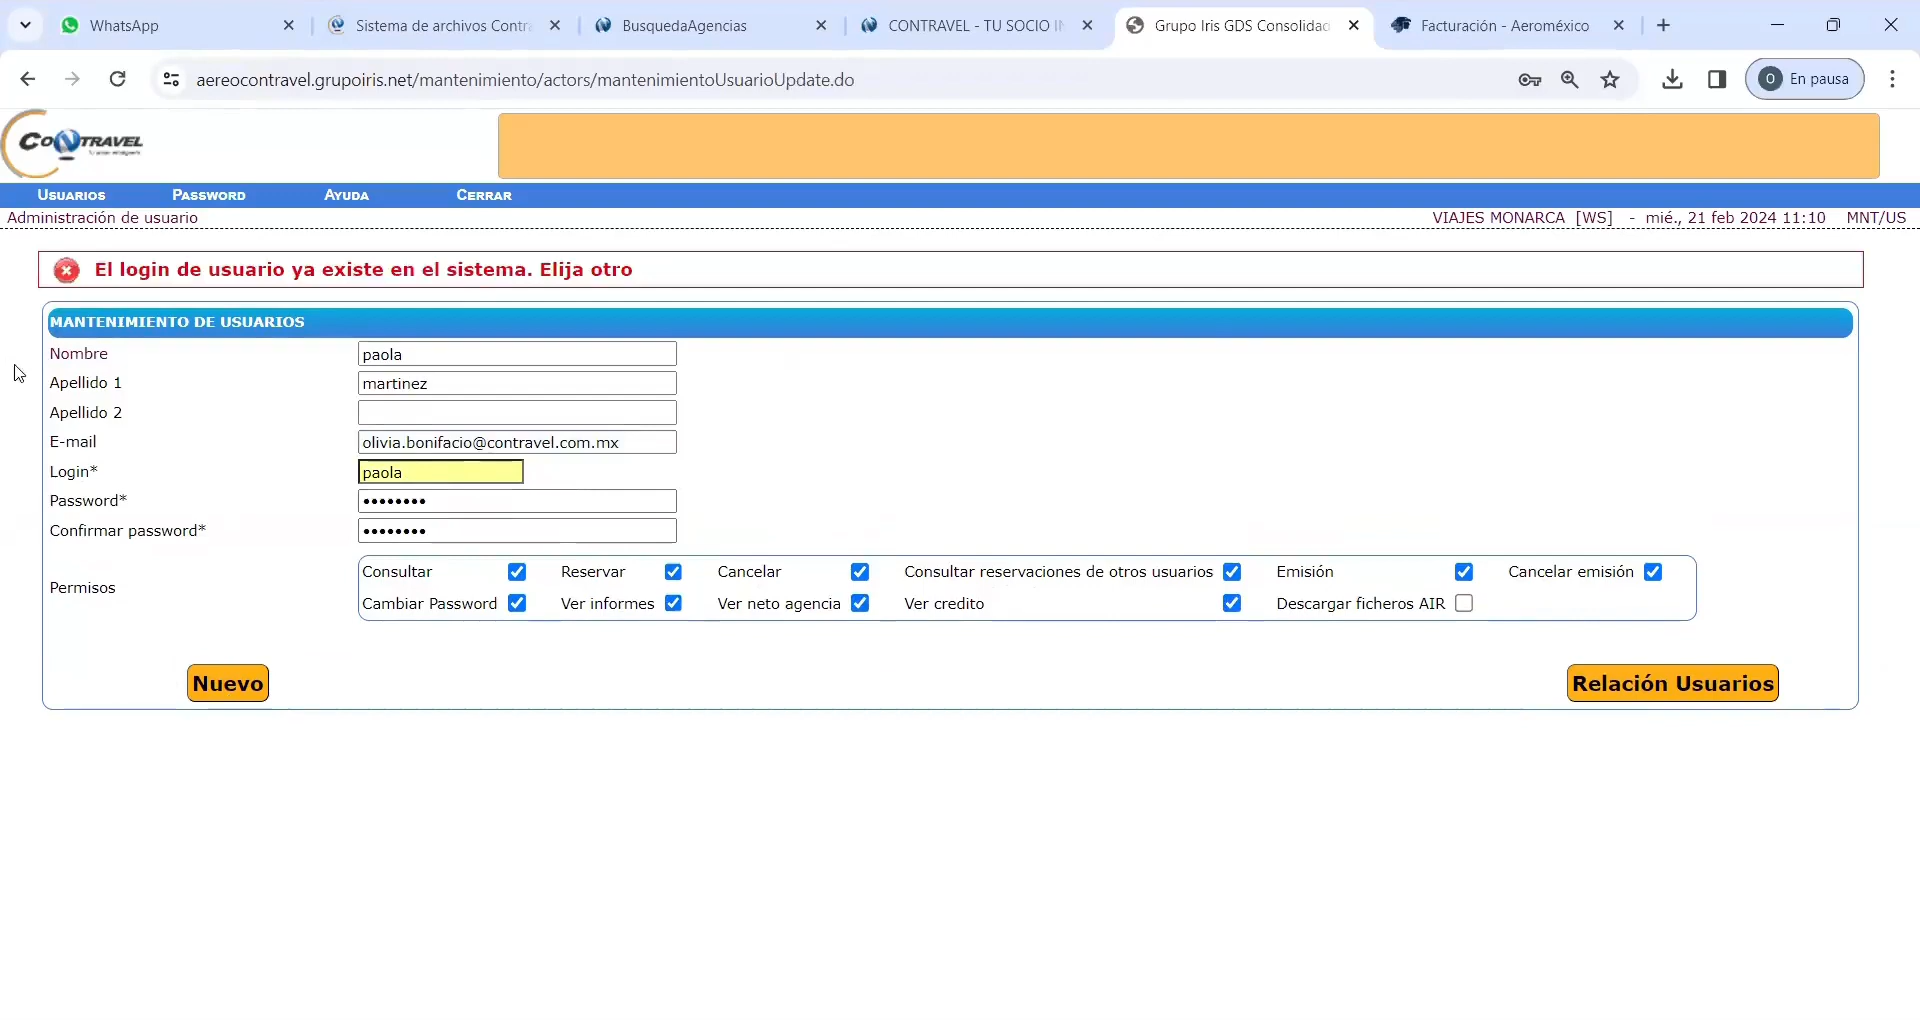 WhatsApp
Sistema de archivos Contra
BusquedaAgencias
CONTRAVEL - TU SOCIO IN
Grupo Iris GDS Consolidad
Facturación - Aeroméxico
aereocontravel.grupoiris.net/mantenimiento/actors/mantenimientoUsuarioUpdate.do
O En pausa
CONTRAVEL
USUARIOS PASSWORD AYUDA CERRAR
Administración de usuario VIAJES MONARCA [WS] - mié., 21 feb 2024 11:10 MNT/US
El login de usuario ya existe en el sistema. Elija otro
MANTENIMIENTO DE USUARIOS
Nombre paola
Apellido 1 martinez
Apellido 2
E-mail olivia.bonifacio@contravel.com.mx
Login* paola
Password* ••••••••
Confirmar password* ••••••••
Permisos
Consultar Reservar Cancelar Consultar reservaciones de otros usuarios Emisión Cancelar emisión
Cambiar Password Ver informes Ver neto agencia Ver credito Descargar ficheros AIR
Nuevo Relación Usuarios